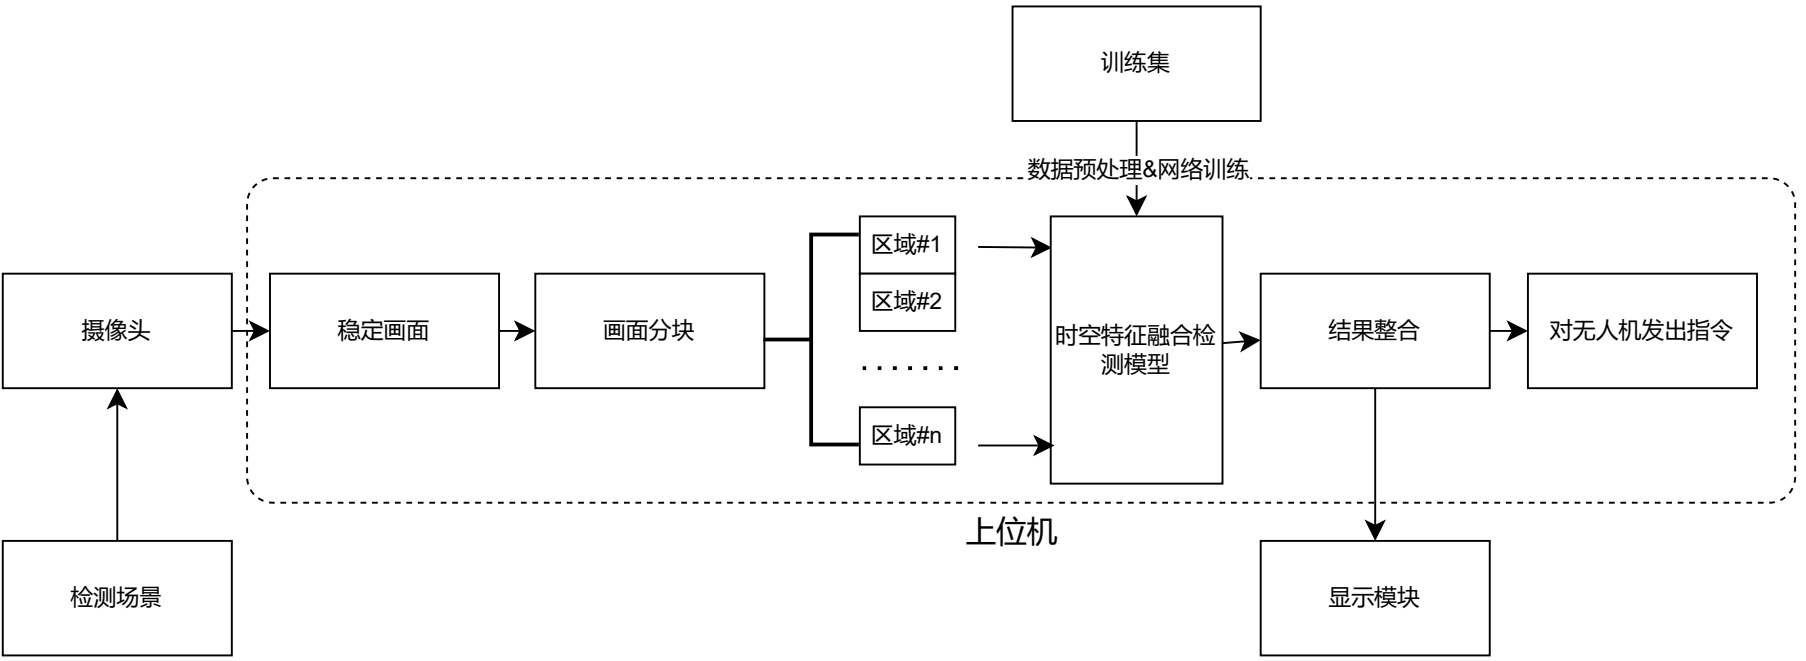 训练集
数据预处理&网络训练
摄像头
稳定画面
画面分块
区域#1
区域#2
.......
区域#n
时空特征融合检
测模型
结果整合
对无人机发出指令
上位机
检测场景
显示模块